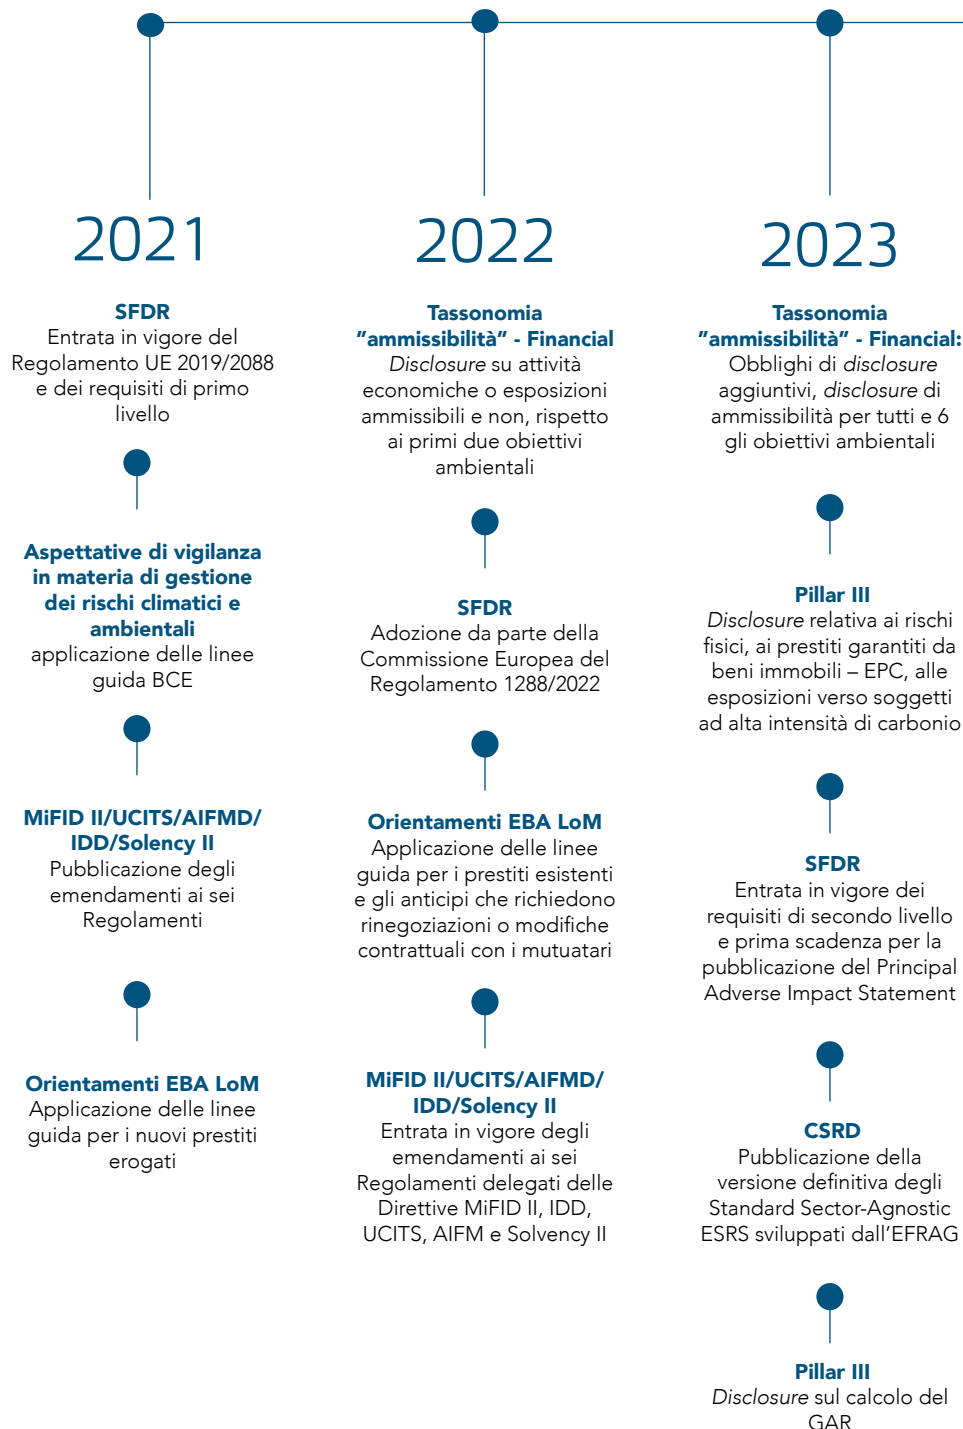 2021
SFDR
Entrata in vigore del
Regolamento UE 2019/2088
e dei requisiti di primo
livello
Aspettative di vigilanza
in materia di gestione
dei rischi climatici e
ambientali
applicazione delle linee
guida BCE
MiFID II/UCITS/AIFMD/
IDD/Solency II
Pubblicazione degli
emendamenti ai sei
Regolamenti
Orientamenti EBA LoM
Applicazione delle linee
guida per i nuovi prestiti
erogati
2022
Tassonomia
"ammissibilità" - Financial
Disclosure su attività
economiche o esposizioni
ammissibili e non, rispetto
ai primi due obiettivi
ambientali
SFDR
Adozione da parte della
Commissione Europea del
Regolamento 1288/2022
Orientamenti EBA LoM
Applicazione delle linee
guida per i prestiti esistenti
e gli anticipi che richiedono
rinegoziazioni o modifiche
contrattuali con i mutuatari
MiFID II/UCITS/AIFMD/
IDD/Solency II
Entrata in vigore degli
emendamenti ai sei
Regolamenti delegati delle
Direttive MiFID II, IDD,
UCITS, AIFM e Solvency II
2023
Tassonomia
"ammissibilità" - Financial:
Obblighi di disclosure
aggiuntivi, disclosure di
ammissibilità per tutti e 6
gli obiettivi ambientali
Pillar III
Disclosure relativa ai rischi
fisici, ai prestiti garantiti da
beni immobili – EPC, alle
esposizioni verso soggetti
ad alta intensità di carbonio
SFDR
Entrata in vigore dei
requisiti di secondo livello
e prima scadenza per la
pubblicazione del Principal
Adverse Impact Statement
CSRD
Pubblicazione della
versione definitiva degli
Standard Sector-Agnostic
ESRS sviluppati dall'EFRAG
Pillar III
Disclosure sul calcolo del
GAR